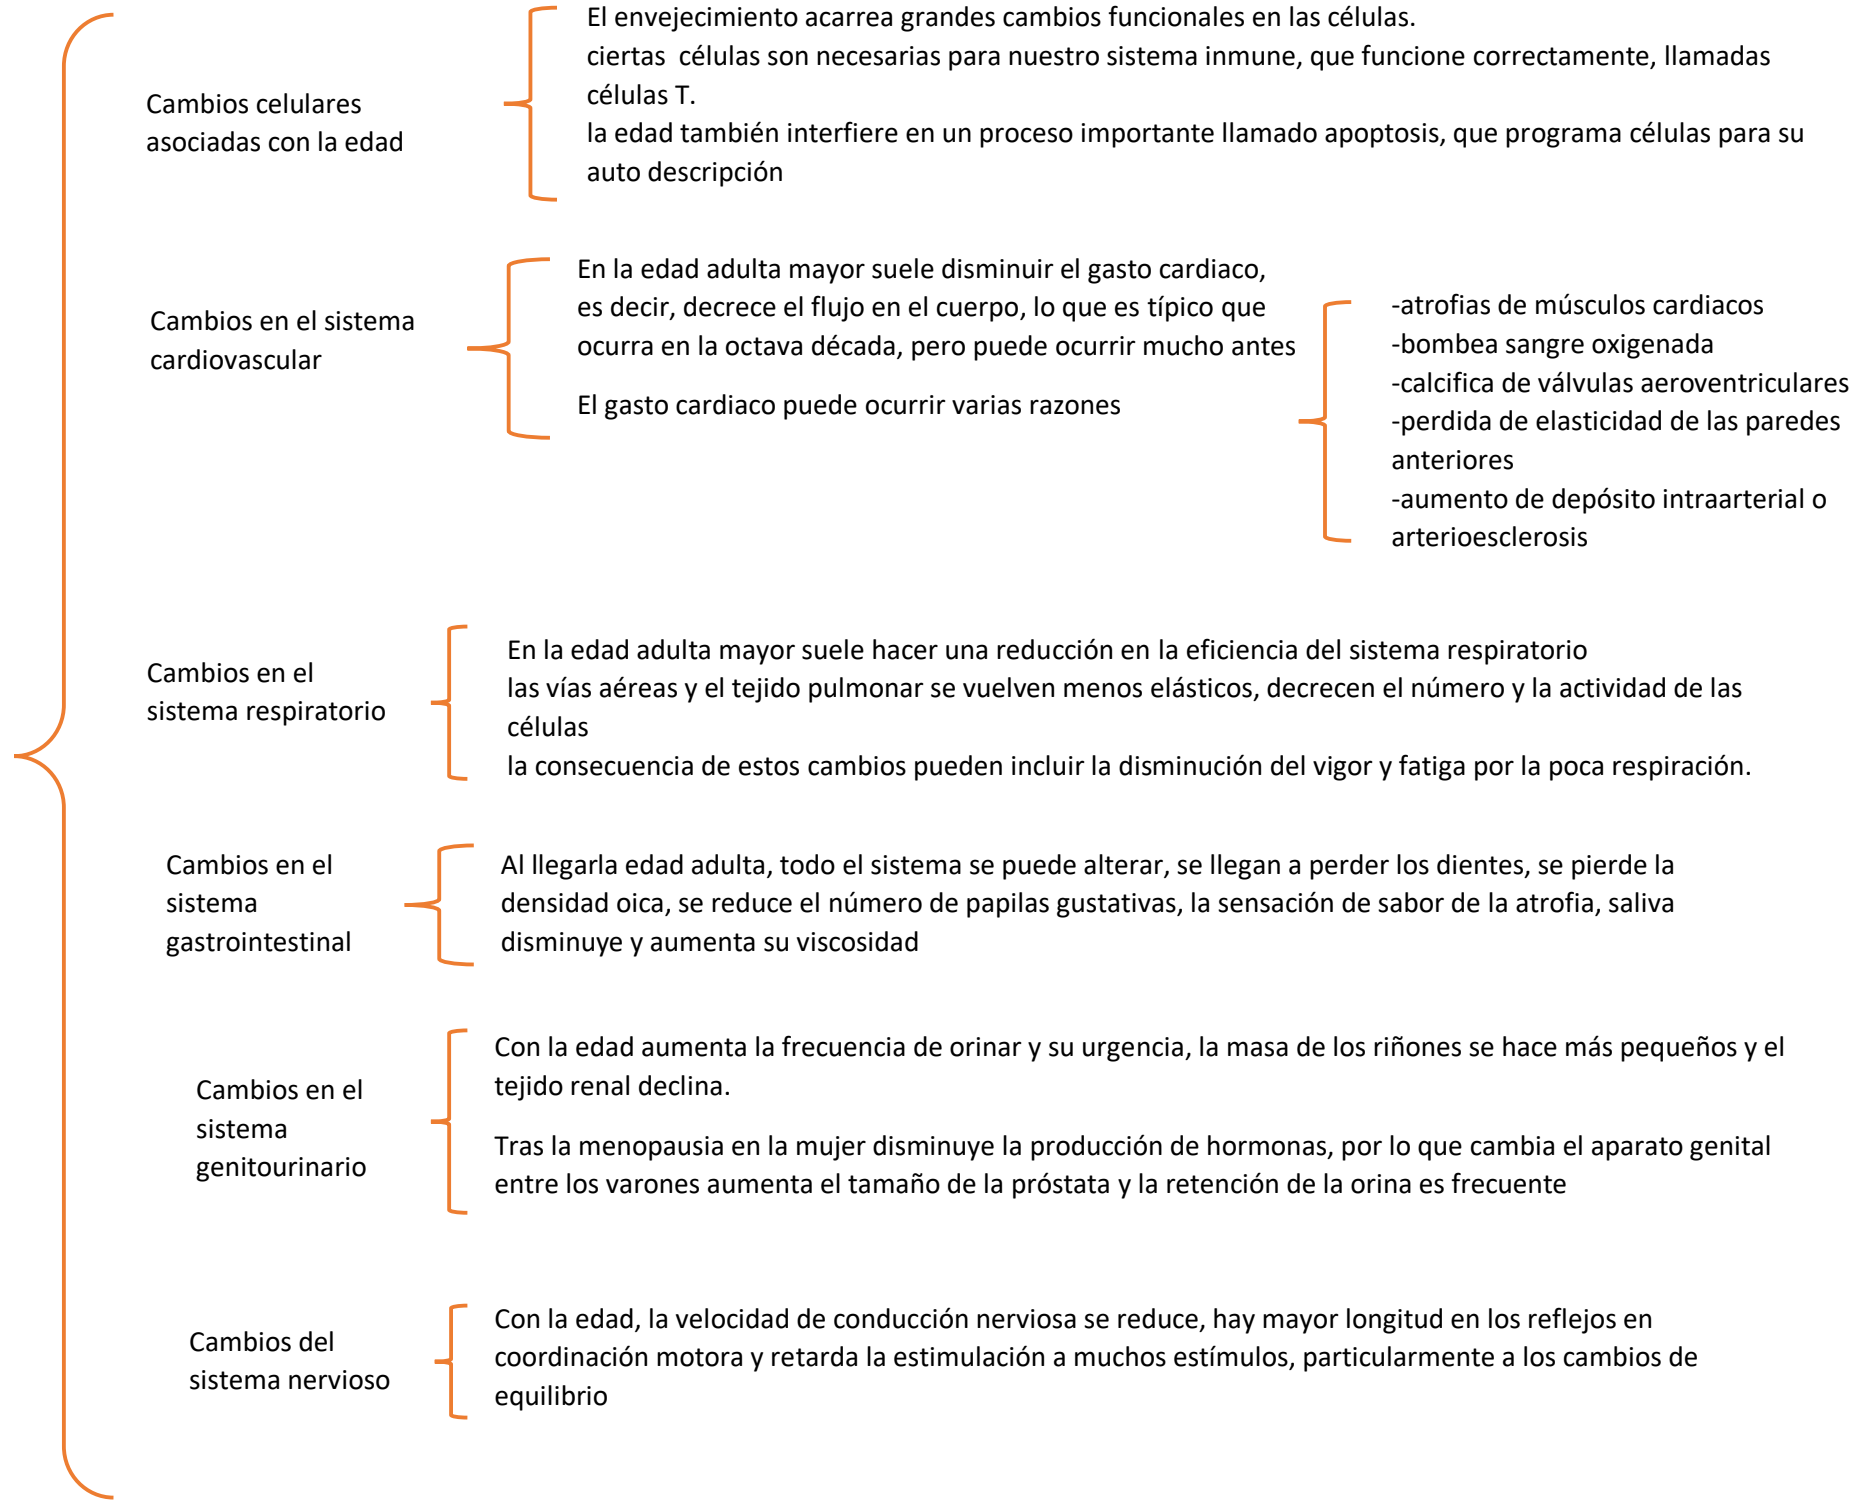 El envejecimiento acarrea grandes cambios funcionales en las células.
ciertas  células son necesarias para nuestro sistema inmune, que funcione correctamente, llamadas
células T.
la edad también interfiere en un proceso importante llamado apoptosis, que programa células para su
auto descripción
Cambios celulares
asociadas con la edad
En la edad adulta mayor suele disminuir el gasto cardiaco,
es decir, decrece el flujo en el cuerpo, lo que es típico que
ocurra en la octava década, pero puede ocurrir mucho antes
El gasto cardiaco puede ocurrir varias razones
Cambios en el sistema
cardiovascular
-atrofias de músculos cardiacos
-bombea sangre oxigenada
-calcifica de válvulas aeroventriculares
-perdida de elasticidad de las paredes
anteriores
-aumento de depósito intraarterial o
arterioesclerosis
Cambios en el
sistema respiratorio
En la edad adulta mayor suele hacer una reducción en la eficiencia del sistema respiratorio
las vías aéreas y el tejido pulmonar se vuelven menos elásticos, decrecen el número y la actividad de las
células
la consecuencia de estos cambios pueden incluir la disminución del vigor y fatiga por la poca respiración.
Cambios en el
sistema
gastrointestinal
Al llegarla edad adulta, todo el sistema se puede alterar, se llegan a perder los dientes, se pierde la
densidad oica, se reduce el número de papilas gustativas, la sensación de sabor de la atrofia, saliva
disminuye y aumenta su viscosidad
Cambios en el
sistema
genitourinario
Con la edad aumenta la frecuencia de orinar y su urgencia, la masa de los riñones se hace más pequeños y el
tejido renal declina.
Tras la menopausia en la mujer disminuye la producción de hormonas, por lo que cambia el aparato genital
entre los varones aumenta el tamaño de la próstata y la retención de la orina es frecuente
Cambios del
sistema nervioso
Con la edad, la velocidad de conducción nerviosa se reduce, hay mayor longitud en los reflejos en
coordinación motora y retarda la estimulación a muchos estímulos, particularmente a los cambios de
equilibrio